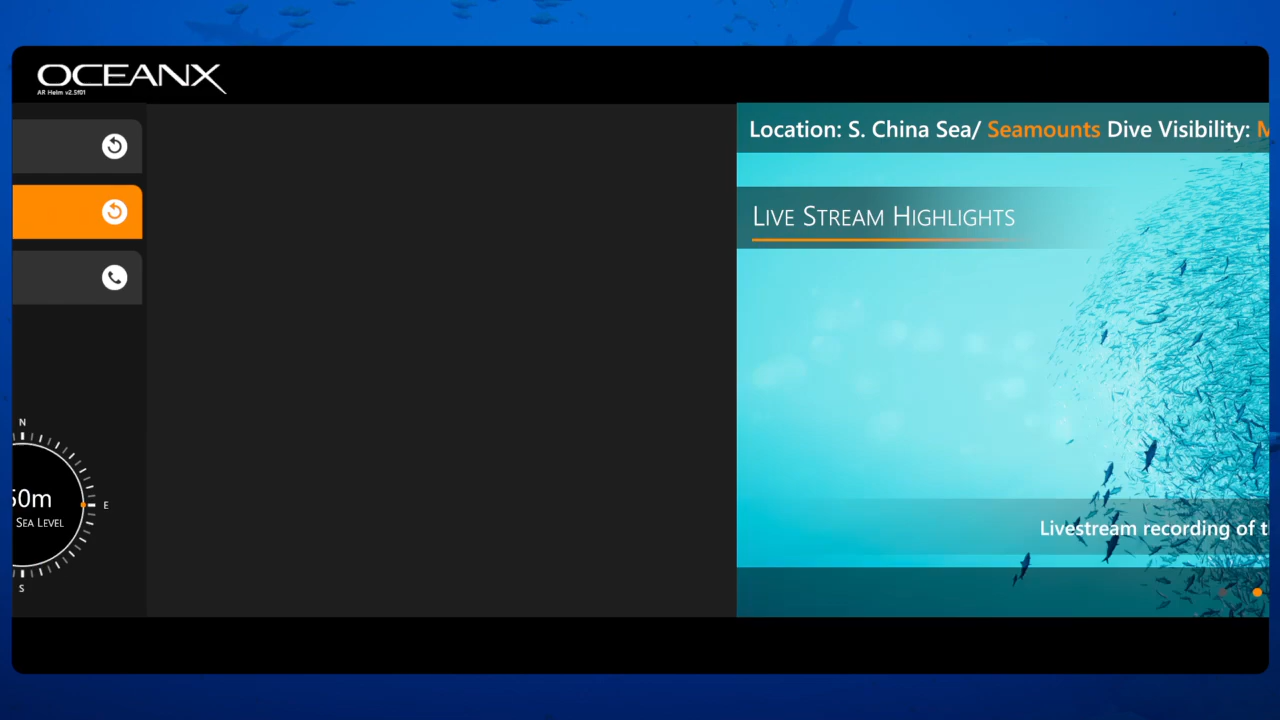 OCEANX
AR Helm v2.5f01
Location: S. China Sea/ Seamounts Dive Visibility:
LIVE STREAM HIGHLIGHTS
N
E
50m
SEA LEVEL
S
Livestream recording of